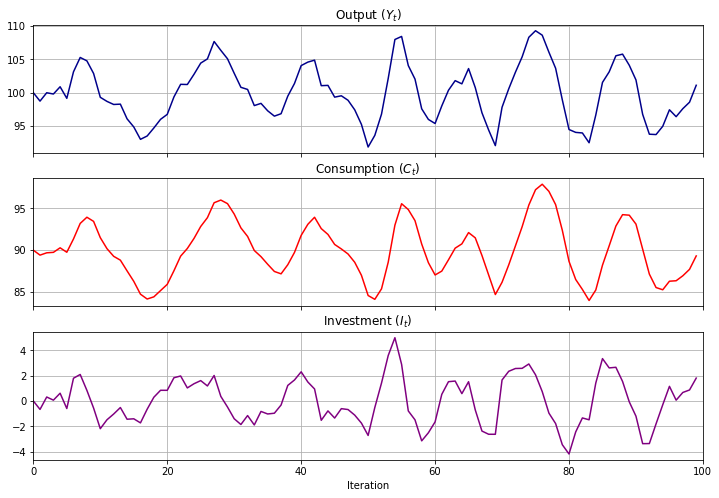 Output (Y_t)
110
105
100
95
Consumption (C_t)
95
90
85
Investment (I_t)
4
2
0
−2
−4
0 20 40 60 80 100
Iteration